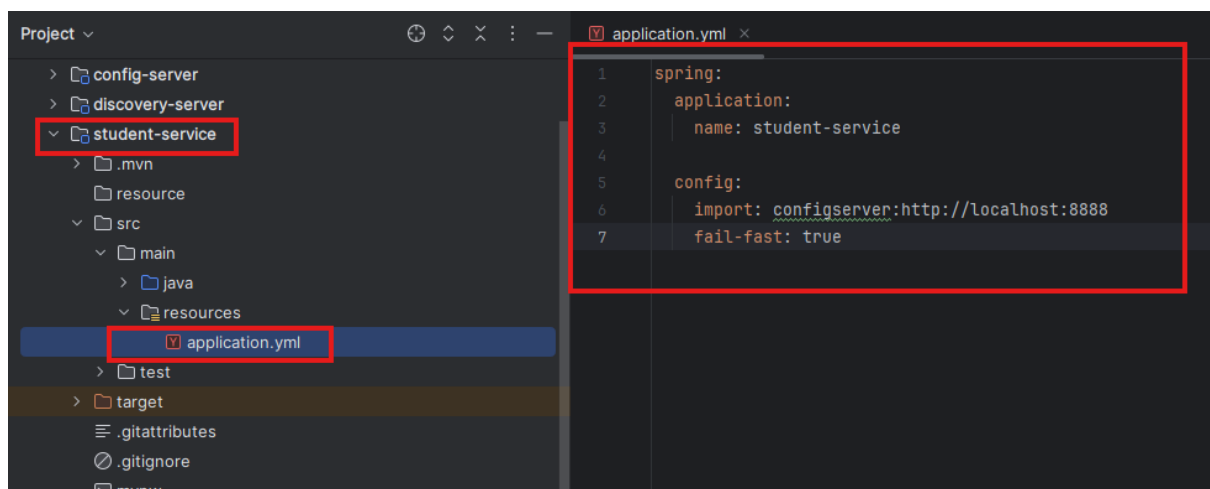 Project
config-server
discovery-server
student-service
.mvn
resource
src
main
java
resources
application.yml
test
target
.gitattributes
.gitignore
application.yml
1 spring:
2 application:
3 name: student-service
4
5 config:
6 import: configserver:http://localhost:8888
7 fail-fast: true